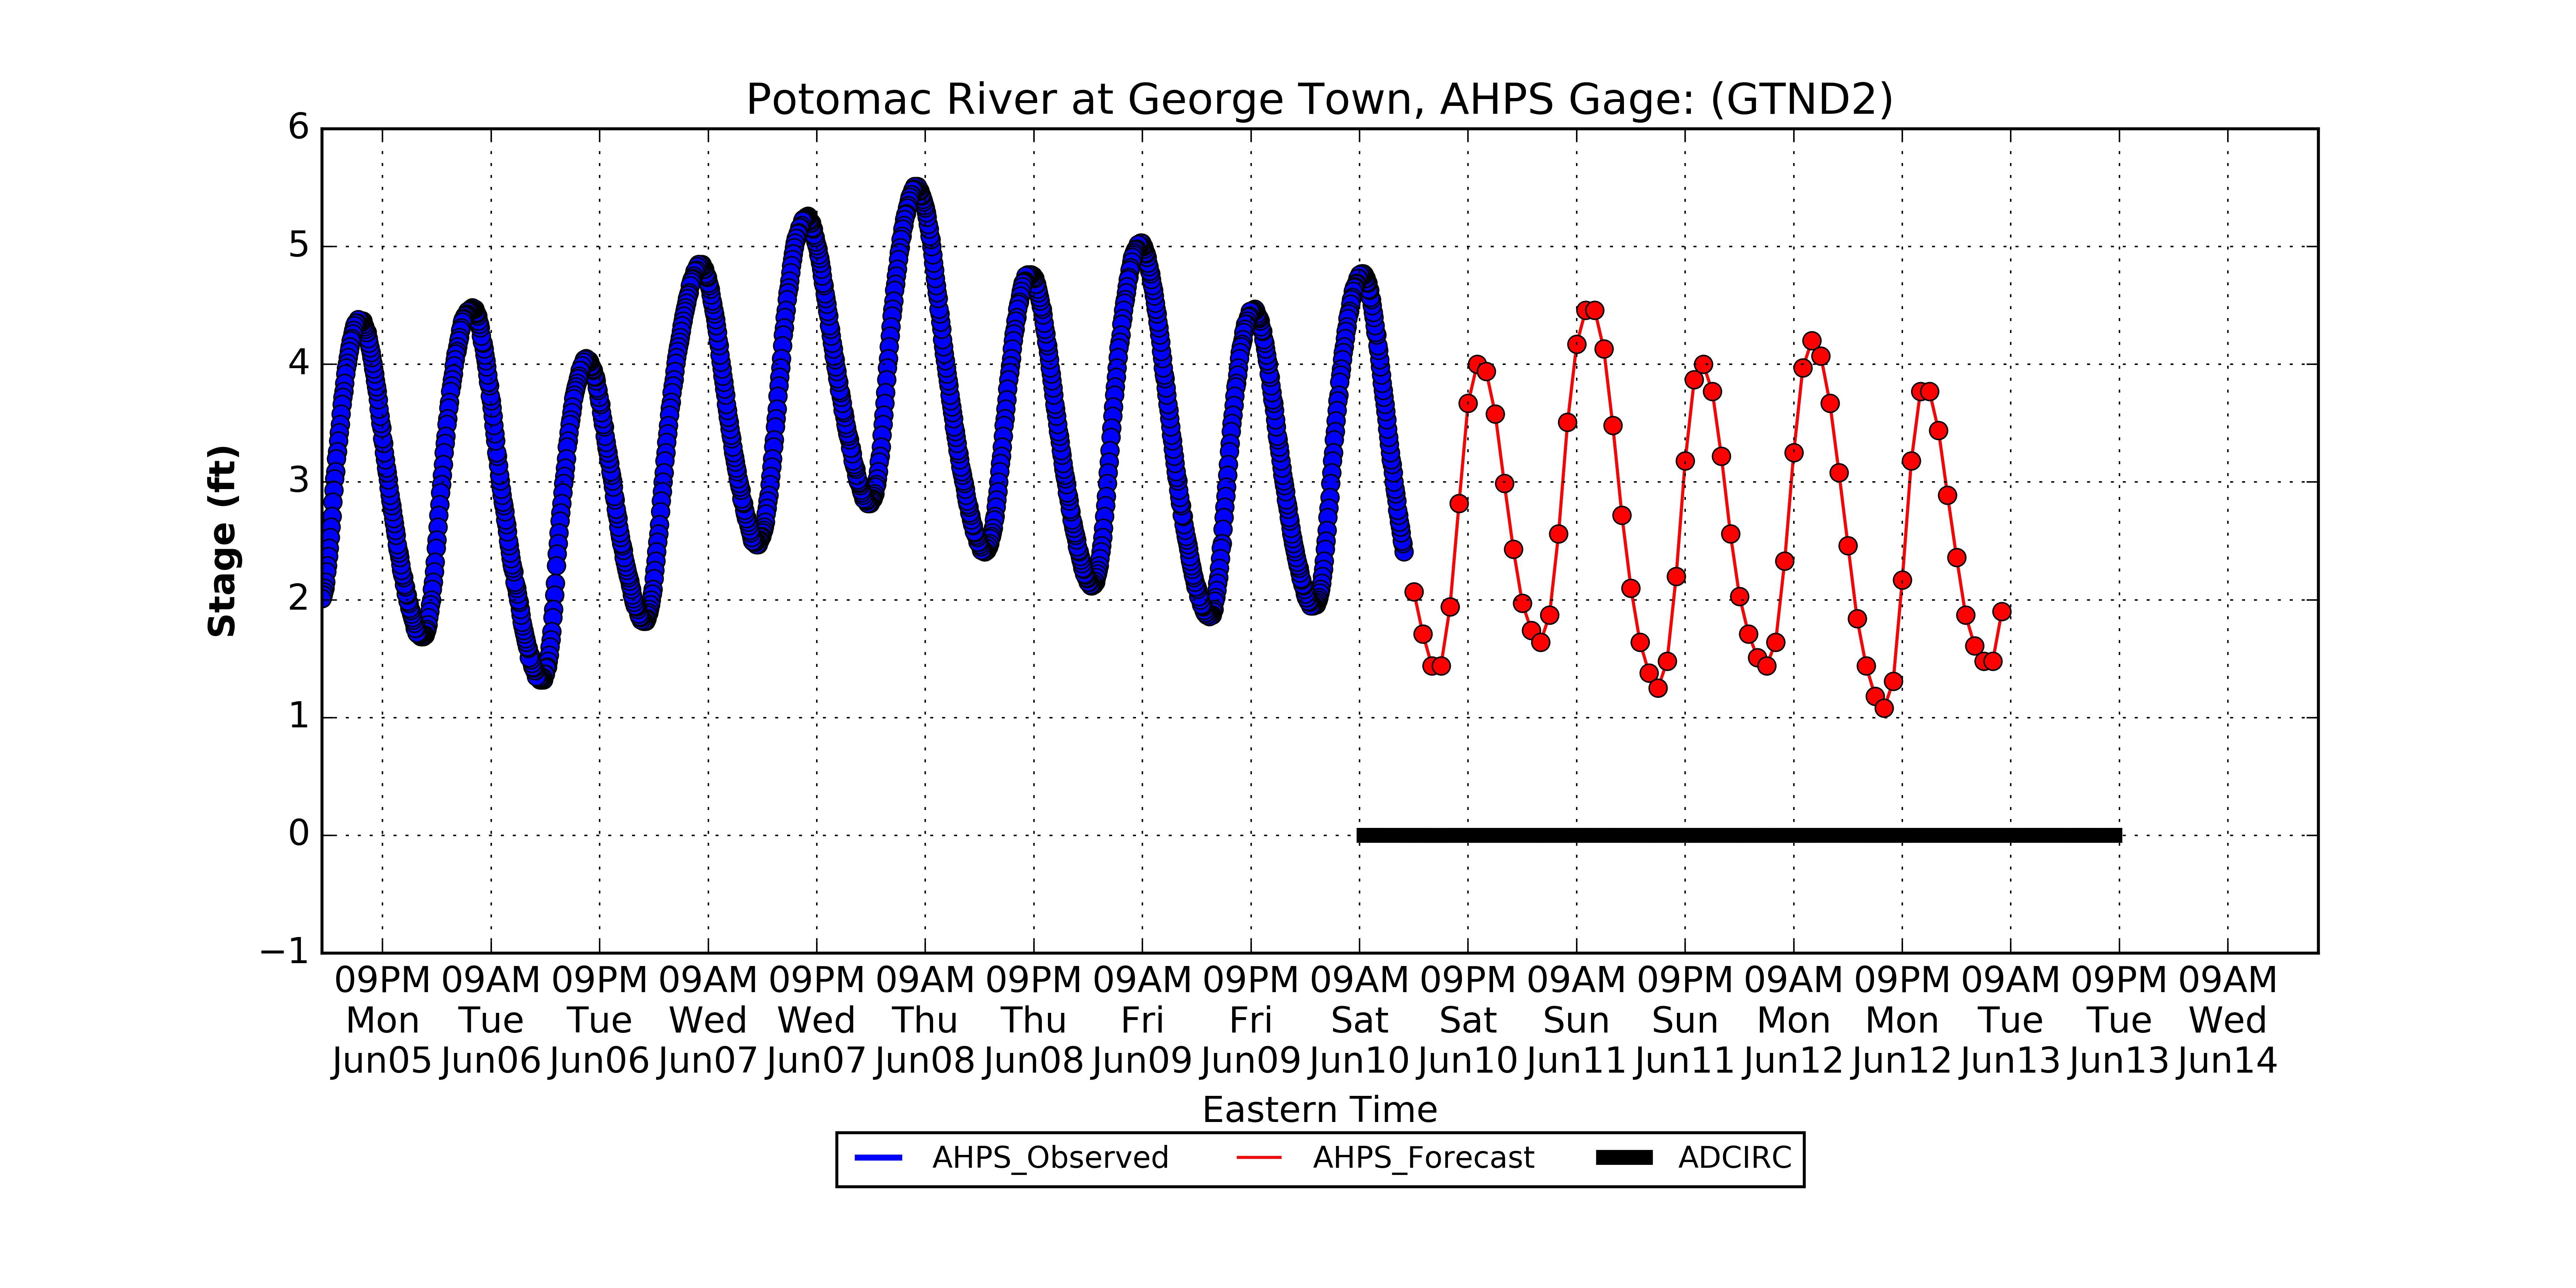 Potomac River at George Town, AHPS Gage: (GTND2)
6
5
4
3
2
1
0
−1
Stage (ft)
09PM 09AM 09PM 09AM 09PM 09AM 09PM 09AM 09PM 09AM 09PM 09AM 09PM 09AM 09PM 09AM 09PM 09AM
Mon Tue Tue Wed Wed Thu Thu Fri Fri Sat Sat Sun Sun Mon Mon Tue Tue Wed
Jun05 Jun06 Jun06 Jun07 Jun07 Jun08 Jun08 Jun09 Jun09 Jun10 Jun10 Jun11 Jun11 Jun12 Jun12 Jun13 Jun13 Jun14
Eastern Time
AHPS_Observed AHPS_Forecast ADCIRC